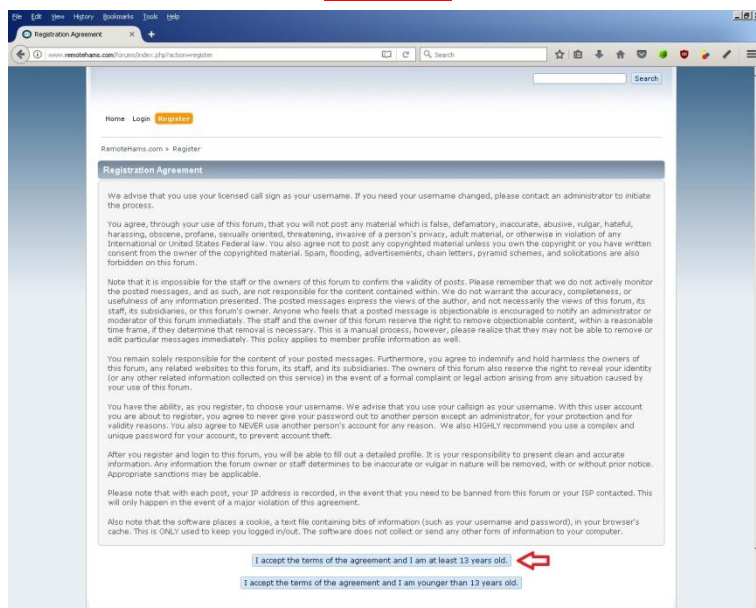 File Edit View History Bookmarks Tools Help
Registration Agreement
www.remotehams.com/forums/index.php?action=register
Search
Search
Home Login Register
RemoteHams.com » Register
Registration Agreement
We advise that you use your licensed call sign as your username. If you need your username changed, please contact an administrator to initiate
the process.
You agree, through your use of this forum, that you will not post any material which is false, defamatory, inaccurate, abusive, vulgar, hateful,
harassing, obscene, profane, sexually oriented, threatening, invasive of a person's privacy, adult material, or otherwise in violation of any
International or United States Federal law. You also agree not to post any copyrighted material unless you own the copyright or you have written
consent from the owner of the copyrighted material. Spam, flooding, advertisements, chain letters, pyramid schemes, and solicitations are also
forbidden on this forum.
Note that it is impossible for the staff or the owners of this forum to confirm the validity of posts. Please remember that we do not actively monitor
the posted messages, and as such, are not responsible for the content contained within. We do not warrant the accuracy, completeness, or
usefulness of any information presented. The posted messages express the views of the author, and not necessarily the views of this forum, its
staff, its subsidiaries, or this forum's owner. Anyone who feels that a posted message is objectionable is encouraged to notify an administrator or
moderator of this forum immediately. The staff and the owner of this forum reserve the right to remove objectionable content, within a reasonable
time frame, if they determine that removal is necessary. This is a manual process, however, please realize that they may not be able to remove or
edit particular messages immediately. This policy applies to member profile information as well.
You remain solely responsible for the content of your posted messages. Furthermore, you agree to indemnify and hold harmless the owners of
this forum, any related websites to this forum, its staff, and its subsidiaries. The owners of this forum also reserve the right to reveal your identity
(or any other related information collected on this service) in the event of a formal complaint or legal action arising from any situation caused by
your use of this forum.
You have the ability, as you register, to choose your username. We advise that you use your callsign as your username. With this user account
you are about to register, you agree to never give your password out to another person except an administrator, for your protection and for
validity reasons. You also agree to NEVER use another person's account for any reason. We also HIGHLY recommend you use a complex and
unique password for your account, to prevent account theft.
After you register and login to this forum, you will be able to fill out a detailed profile. It is your responsibility to present clean and accurate
information. Any information the forum owner or staff determines to be inaccurate or vulgar in nature will be removed, with or without prior notice.
Appropriate sanctions may be applicable.
Please note that with each post, your IP address is recorded, in the event that you need to be banned from this forum or your ISP contacted. This
will only happen in the event of a major violation of this agreement.
Also note that the software places a cookie, a text file containing bits of information (such as your username and password), in your browser's
cache. This is ONLY used to keep you logged in/out. The software does not collect or send any other form of information to your computer.
I accept the terms of the agreement and I am at least 13 years old.
I accept the terms of the agreement and I am younger than 13 years old.